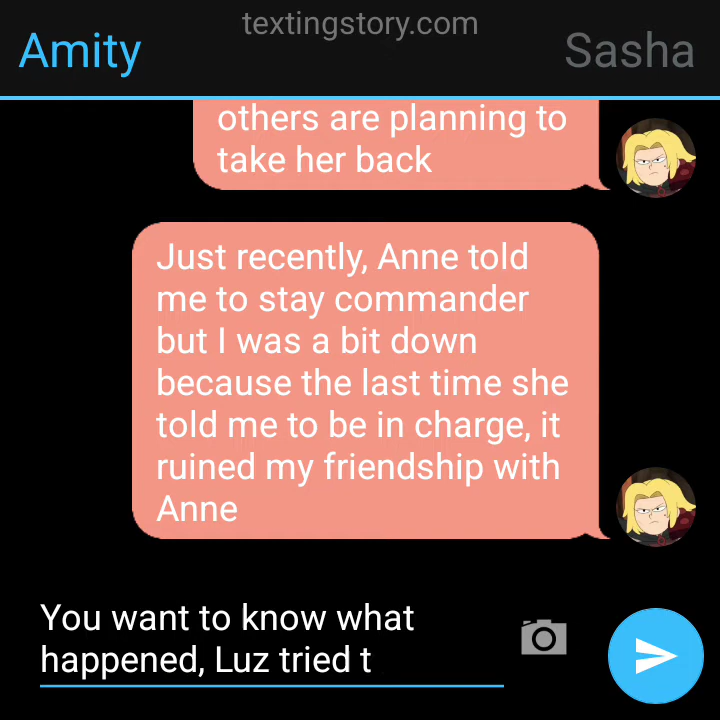 textingstory.com
Amity
Sasha
others are planning to
take her back
Just recently, Anne told
me to stay commander
but I was a bit down
because the last time she
told me to be in charge, it
ruined my friendship with
Anne
You want to know what
happened, Luz tried t